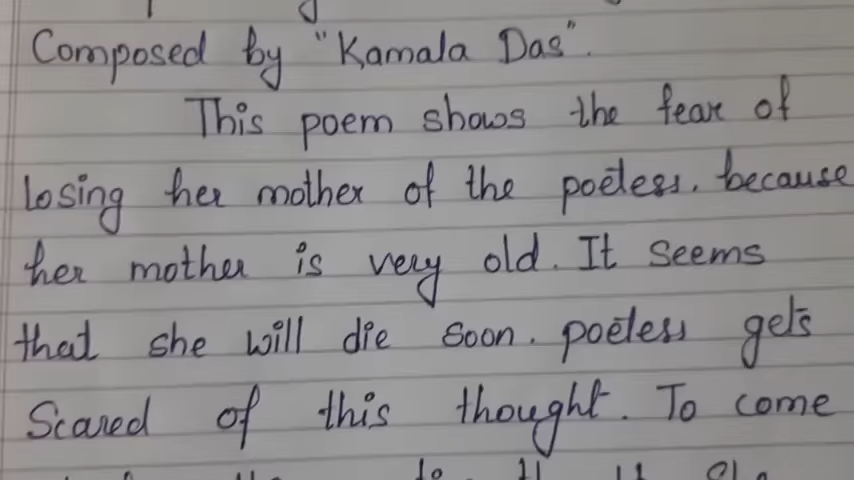 Composed by "Kamala Das".
This poem shows the fear of
losing her mother of the poetess. because
her mother is very old. It seems
that she will die soon. poetess gets
Scared of this thought. To come